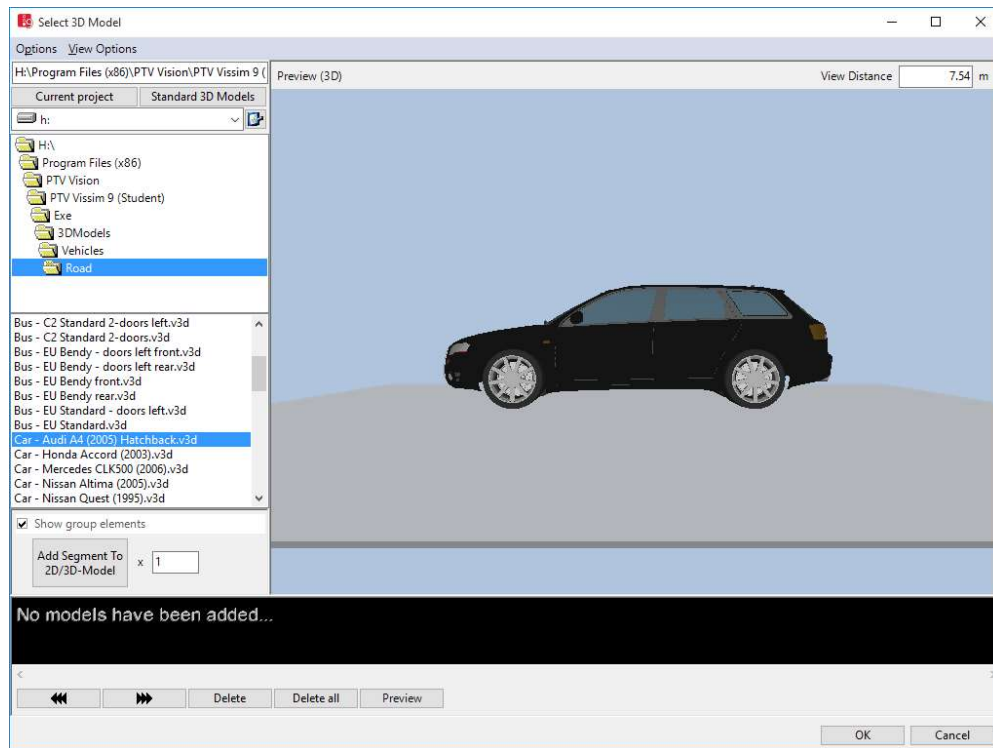 Select 3D Model
Options View Options
H:\Program Files (x86)\PTV Vision\PTV Vissim 9 (
Preview (3D)
View Distance 7.54 m
Current project Standard 3D Models
h:
H:\
Program Files (x86)
PTV Vision
PTV Vissim 9 (Student)
Exe
3DModels
Vehicles
Road
Bus - C2 Standard 2-doors left.v3d
Bus - C2 Standard 2-doors.v3d
Bus - EU Bendy - doors left front.v3d
Bus - EU Bendy - doors left rear.v3d
Bus - EU Bendy front.v3d
Bus - EU Bendy rear.v3d
Bus - EU Standard - doors left.v3d
Bus - EU Standard.v3d
Car - Audi A4 (2005) Hatchback.v3d
Car - Honda Accord (2003).v3d
Car - Mercedes CLK500 (2006).v3d
Car - Nissan Altima (2005).v3d
Car - Nissan Quest (1995).v3d
Show group elements
Add Segment To
2D/3D-Model
x 1
No models have been added...
Delete Delete all Preview
OK Cancel